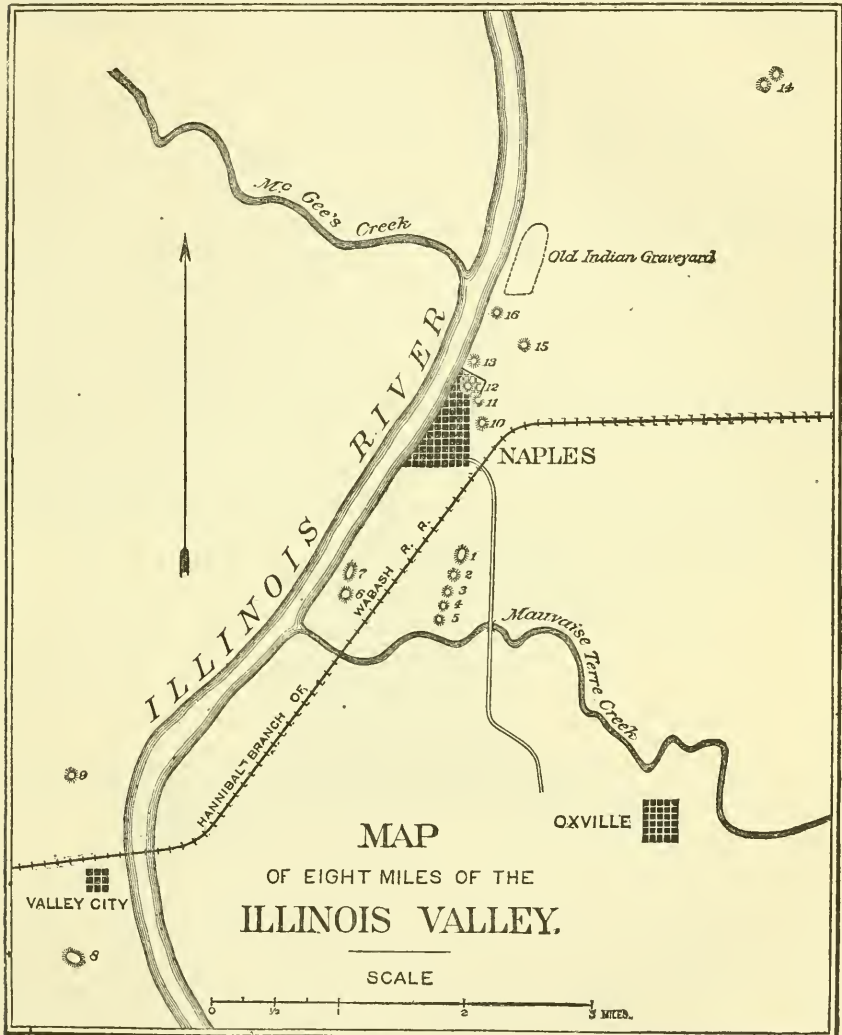 14
Mc Gee's Creek
Old Indian Graveyard
16
15
13
12
11
10
NAPLES
ILLINOIS RIVER
1
2
3
4
5
7
6
HANNIBAL BRANCH OF WABASH R. R.
Mauvaise Terre Creek
9
OXVILLE
VALLEY CITY
8
MAP
OF EIGHT MILES OF THE
ILLINOIS VALLEY.
SCALE
0 1/2 1 2 3 MILES.